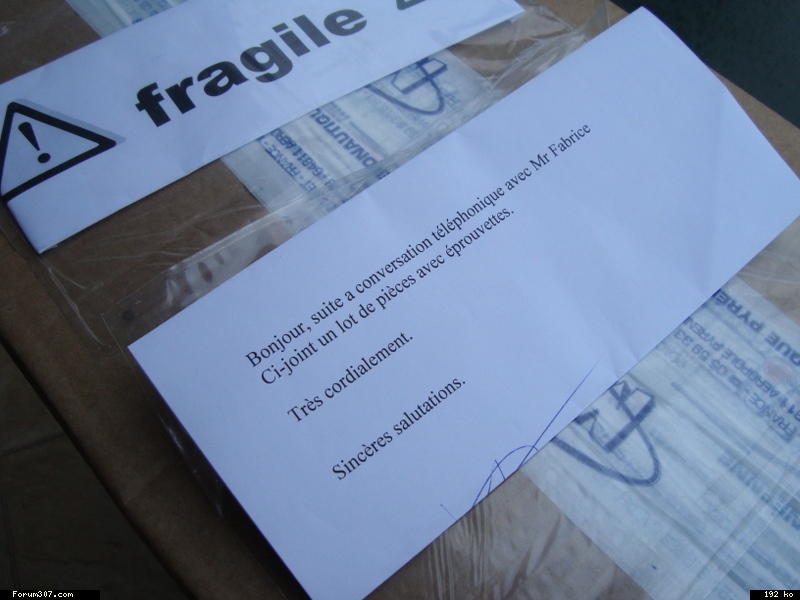 fragile
Bonjour, suite a conversation téléphonique avec Mr Fabrice
Ci-joint un lot de pièces avec éprouvettes.
Très cordialement.
Sincères salutations.
Forum307.com
192 ko